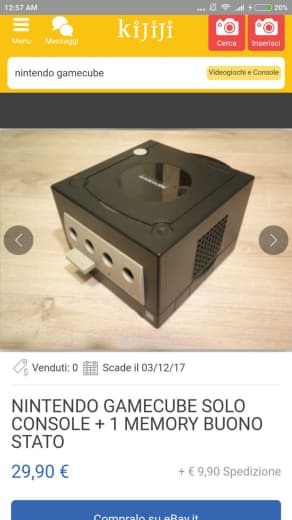 12:57 AM 20%
kijiji
Menu Messaggi Cerca Inserisci
nintendo gamecube Videogiochi e Console
Venduti: 0 Scade il 03/12/17
NINTENDO GAMECUBE SOLO
CONSOLE + 1 MEMORY BUONO
STATO
29,90 € + € 9,90 Spedizione
Compralo su eBay.it